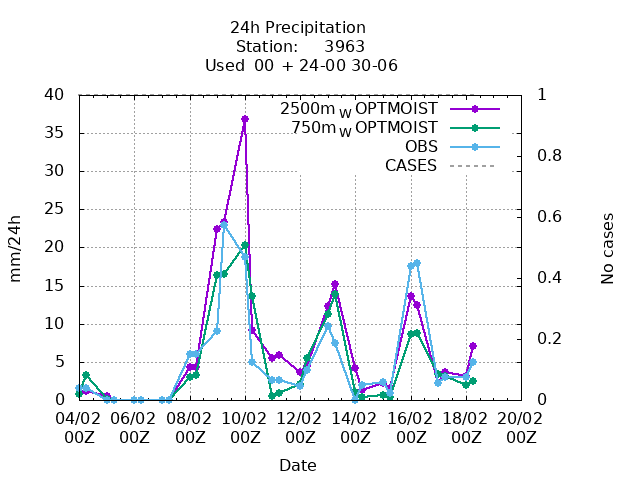 24h Precipitation
Station: 3963
Used 00 + 24-00 30-06
2500m W OPTMOIST
750m W OPTMOIST
OBS
CASES
mm/24h
40
35
30
25
20
15
10
5
0
1
0.8
0.6
0.4
0.2
0
No cases
04/02 06/02 08/02 10/02 12/02 14/02 16/02 18/02 20/02
00Z 00Z 00Z 00Z 00Z 00Z 00Z 00Z 00Z
Date